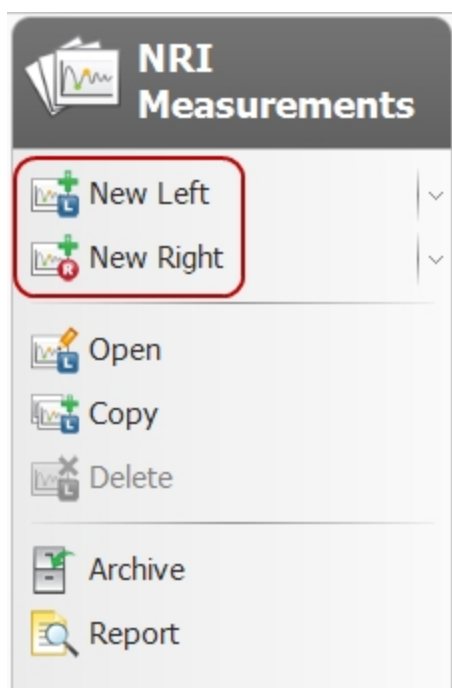 NRI
Measurements
New Left
New Right
Open
Copy
Delete
Archive
Report